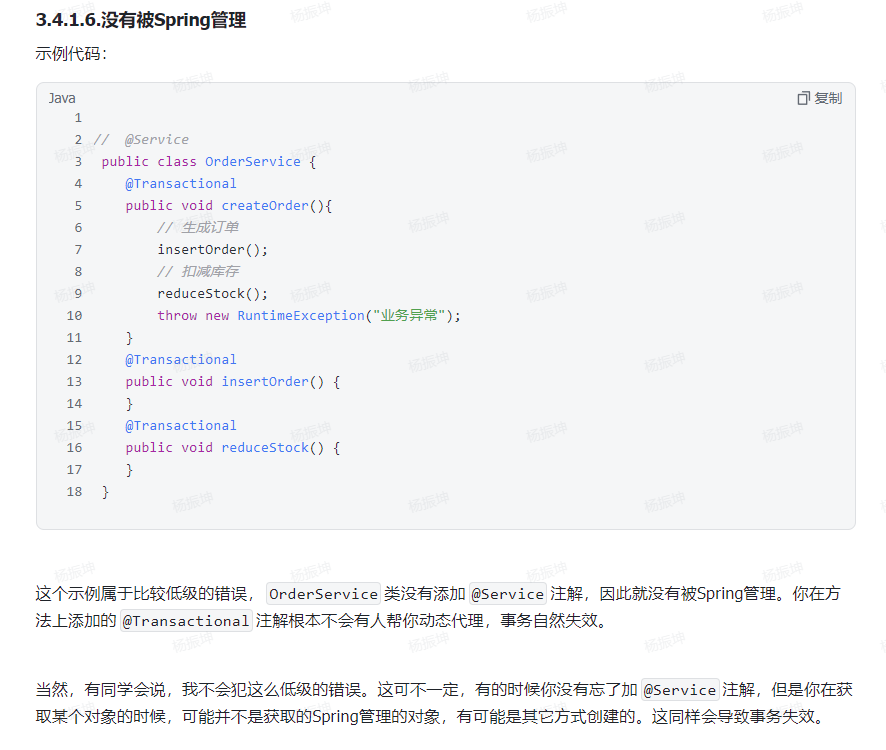 3.4.1.6.没有被Spring管理
示例代码：
Java
复制
1
2 //  @Service
3 public class OrderService {
4    @Transactional
5    public void createOrder(){
6        // 生成订单
7        insertOrder();
8        // 扣减库存
9        reduceStock();
10        throw new RuntimeException("业务异常");
11    }
12    @Transactional
13    public void insertOrder() {
14    }
15    @Transactional
16    public void reduceStock() {
17    }
18 }
这个示例属于比较低级的错误， OrderService 类没有添加 @Service 注解，因此就没有被Spring管理。你在方
法上添加的 @Transactional 注解根本不会有人帮你动态代理，事务自然失效。
当然，有同学会说，我不会犯这么低级的错误。这可不一定，有的时候你没有忘了加 @Service 注解，但是你在获
取某个对象的时候，可能并不是获取的Spring管理的对象，有可能是其它方式创建的。这同样会导致事务失效。
杨振坤